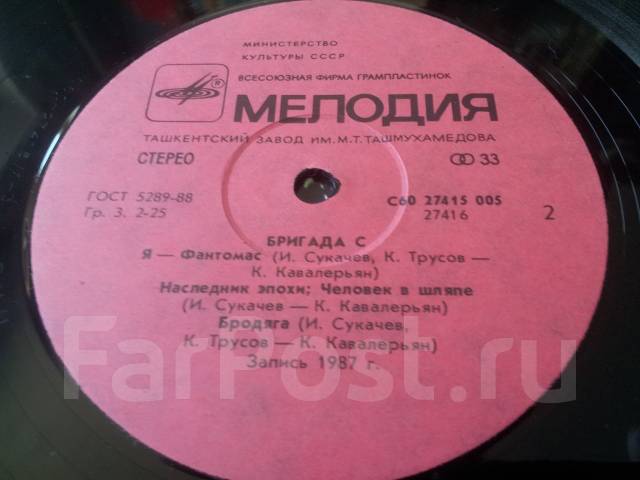 МИНИСТЕРСТВО
КУЛЬТУРЫ СССР
ВСЕСОЮЗНАЯ ФИРМА ГРАМПЛАСТИНОК
МЕЛОДИЯ
ТАШКЕНТСКИЙ ЗАВОД ИМ. М.Т. ТАШМУХАМЕДОВА
СТЕРЕО
33
ГОСТ 5289-88
Гр. 3. 2-25
С60 27415 005
27416
2
БРИГАДА С
Я — Фантомас (И. Сукачев, К. Трусов —
К. Кавалерьян)
Наследник эпохи; Человек в шляпе
(И. Сукачев — К. Кавалерьян)
Бродяга (И. Сукачев,
К. Трусов — К. Кавалерьян)
Запись 1987 г.
FarPost.ru